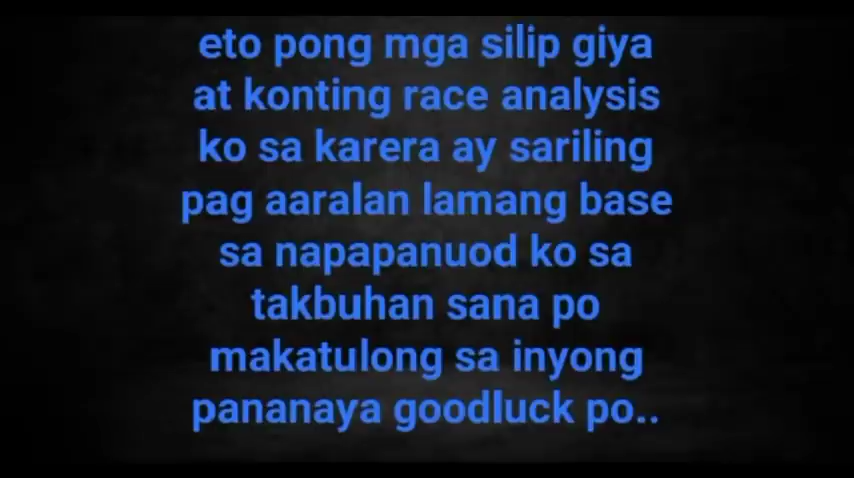 eto pong mga silip giya
at konting race analysis
ko sa karera ay sariling
pag aaralan lamang base
sa napapanuod ko sa
takbuhan sana po
makatulong sa inyong
pananaya goodluck po..